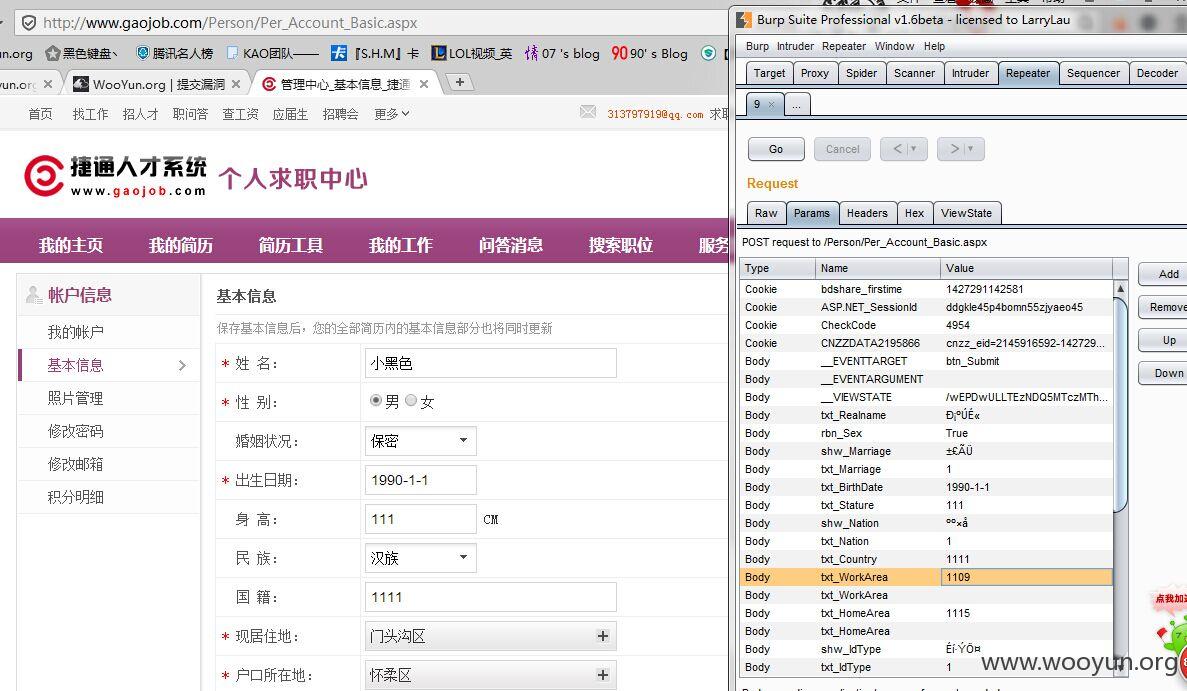 http://www.gaojob.com/Person/Per_Account_Basic.aspx
un.org 黑色键盘丶 腾讯名人榜 KAO团队—— 『S.H.M』卡 LOL视频_英 情 07 's blog 90 90' s Blog
WooYun.org | 提交漏洞 × 管理中心_基本信息_捷通 ×
首页 找工作 招人才 职问答 查工资 应届生 招聘会 更多 313797919@qq.com 求职
捷通人才系统
www.gaojob.com
个人求职中心
我的主页 我的简历 简历工具 我的工作 问答消息 搜索职位 服务
帐户信息
我的帐户
基本信息
照片管理
修改密码
修改邮箱
积分明细
基本信息
保存基本信息后，您的全部简历内的基本信息部分也将同时更新
* 姓 名： 小黑色
* 性 别： 男 女
婚姻状况： 保密
* 出生日期： 1990-1-1
身 高： 111 CM
民 族： 汉族
国 籍： 1111
* 现居住地： 门头沟区 +
* 户口所在地： 怀柔区 +
Burp Suite Professional v1.6beta - licensed to LarryLau
Burp Intruder Repeater Window Help
Target Proxy Spider Scanner Intruder Repeater Sequencer Decoder
9 × ...
Go Cancel < > 
Request
Raw Params Headers Hex ViewState
POST request to /Person/Per_Account_Basic.aspx
Type Name Value
Cookie bdshare_firstime 1427291142581
Cookie ASP.NET_SessionId ddgkle45p4bomn55zjyaeo45
Cookie CheckCode 4954
Cookie CNZZDATA2195866 cnzz_eid=2145916592-142729...
Body __EVENTTARGET btn_Submit
Body __EVENTARGUMENT
Body __VIEWSTATE /wEPDwULLTEzNDQ5MTczMTh...
Body txt_Realname Ð¡ºÚÉ«
Body rbn_Sex True
Body shw_Marriage ±£ÃÜ
Body txt_Marriage 1
Body txt_BirthDate 1990-1-1
Body txt_Stature 111
Body shw_Nation ºº×å
Body txt_Nation 1
Body txt_Country 1111
Body txt_WorkArea 1109
Body txt_WorkArea
Body txt_HomeArea 1115
Body txt_HomeArea
Body shw_IdType Éí·ÝÖ¤
Body txt_IdType 1
Add
Remove
Up
Down
点我加速
www.wooyun.org